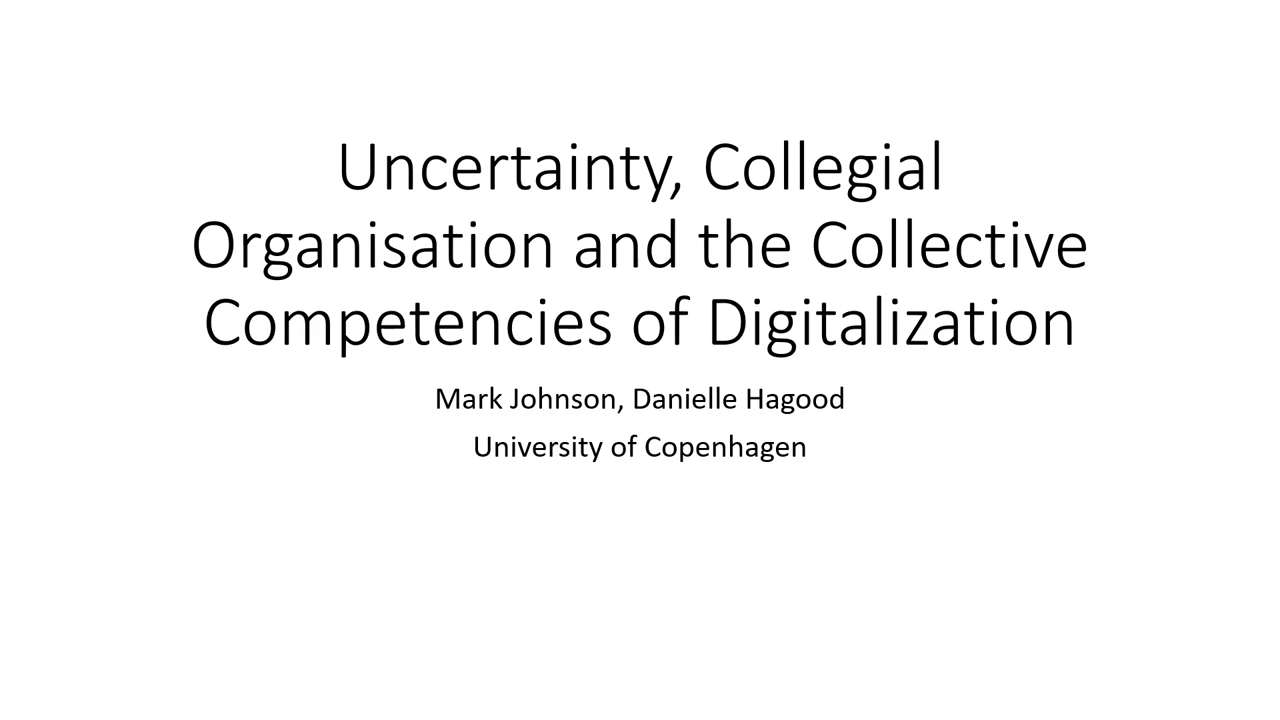 Uncertainty, Collegial
Organisation and the Collective
Competencies of Digitalization
Mark Johnson, Danielle Hagood
University of Copenhagen